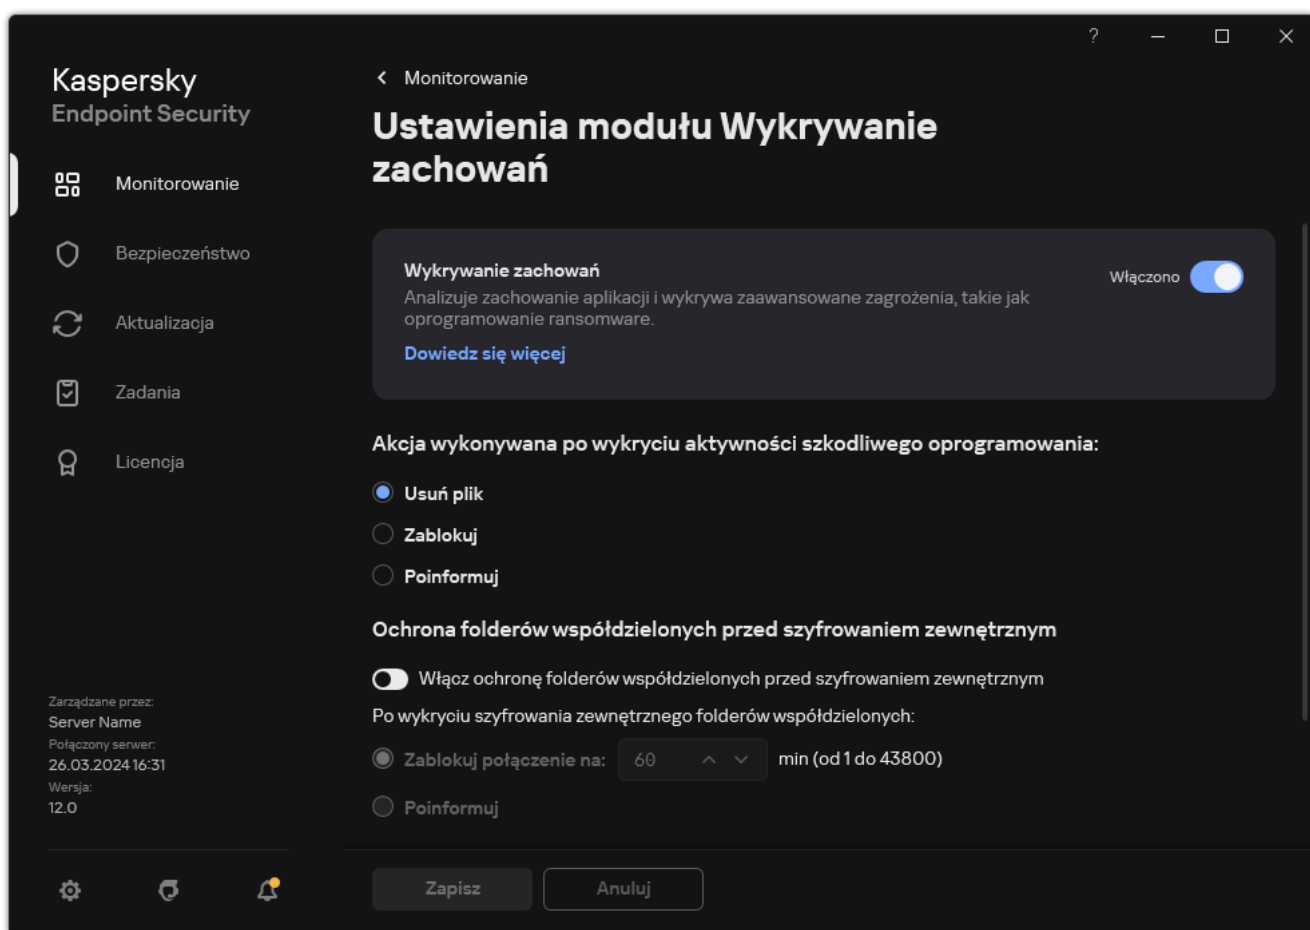 ?
Kaspersky
Endpoint Security
Monitorowanie
Bezpieczeństwo
Aktualizacja
Zadania
Licencja
Zarządzane przez:
Server Name
Połączony serwer:
26.03.2024 16:31
Wersja:
12.0
Monitorowanie
Ustawienia modułu Wykrywanie
zachowań
Wykrywanie zachowań
Analizuje zachowanie aplikacji i wykrywa zaawansowane zagrożenia, takie jak
oprogramowanie ransomware.
Dowiedz się więcej
Włączono
Akcja wykonywana po wykryciu aktywności szkodliwego oprogramowania:
Usuń plik
Zablokuj
Poinformuj
Ochrona folderów współdzielonych przed szyfrowaniem zewnętrznym
Włącz ochronę folderów współdzielonych przed szyfrowaniem zewnętrznym
Po wykryciu szyfrowania zewnętrznego folderów współdzielonych:
Zablokuj połączenie na: 60 min (od 1 do 43800)
Poinformuj
Zapisz Anuluj